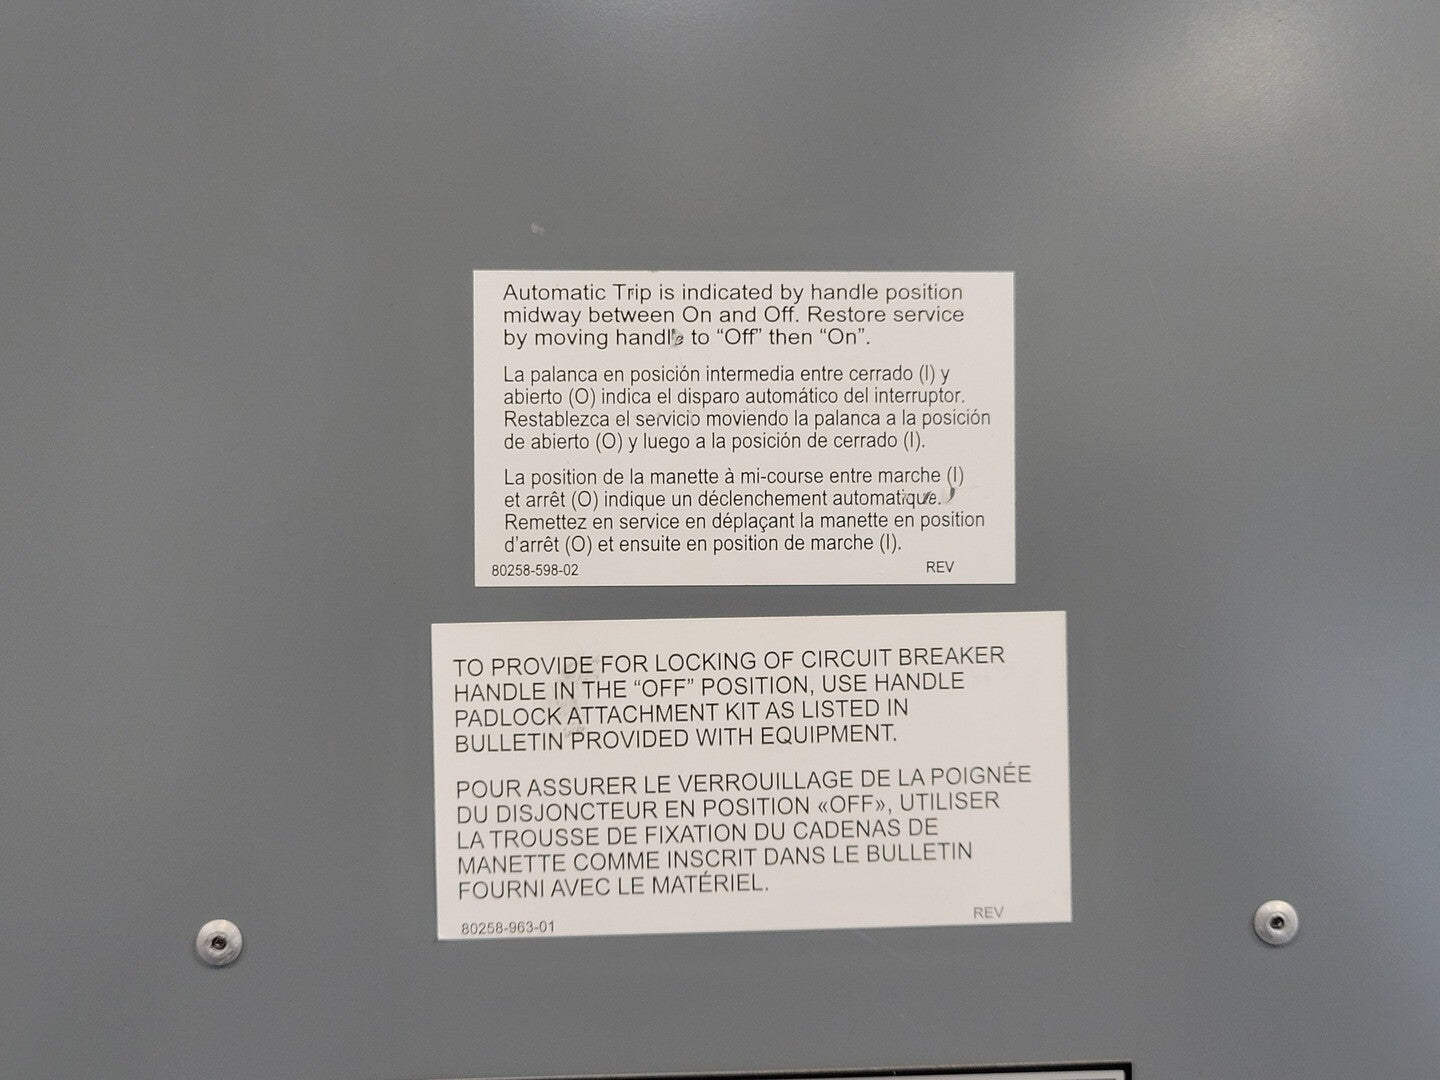 Automatic Trip is indicated by handle position
midway between On and Off. Restore service
by moving handle to “Off” then “On”.
La palanca en posición intermedia entre cerrado (I) y
abierto (O) indica el disparo automático del interruptor.
Restablezca el servicio moviendo la palanca a la posición
de abierto (O) y luego a la posición de cerrado (I).
La position de la manette à mi-course entre marche (I)
et arrêt (O) indique un déclenchement automatique.
Remettez en service en déplaçant la manette en position
d’arrêt (O) et ensuite en position de marche (I).
80258-598-02 REV
TO PROVIDE FOR LOCKING OF CIRCUIT BREAKER
HANDLE IN THE “OFF” POSITION, USE HANDLE
PADLOCK ATTACHMENT KIT AS LISTED IN
BULLETIN PROVIDED WITH EQUIPMENT.
POUR ASSURER LE VERROUILLAGE DE LA POIGNÉE
DU DISJONCTEUR EN POSITION «OFF», UTILISER
LA TROUSSE DE FIXATION DU CADENAS DE
MANETTE COMME INSCRIT DANS LE BULLETIN
FOURNI AVEC LE MATÉRIEL.
80258-963-01 REV